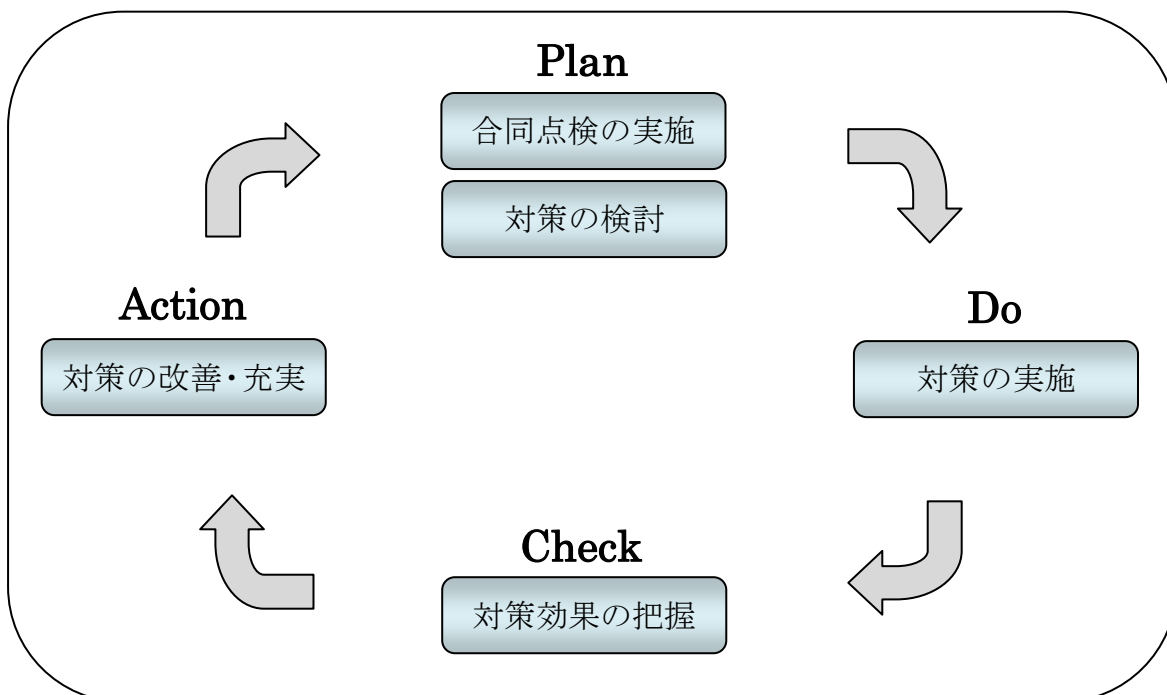 Plan
合同点検の実施
対策の検討
Action
対策の改善・充実
Do
対策の実施
Check
対策効果の把握